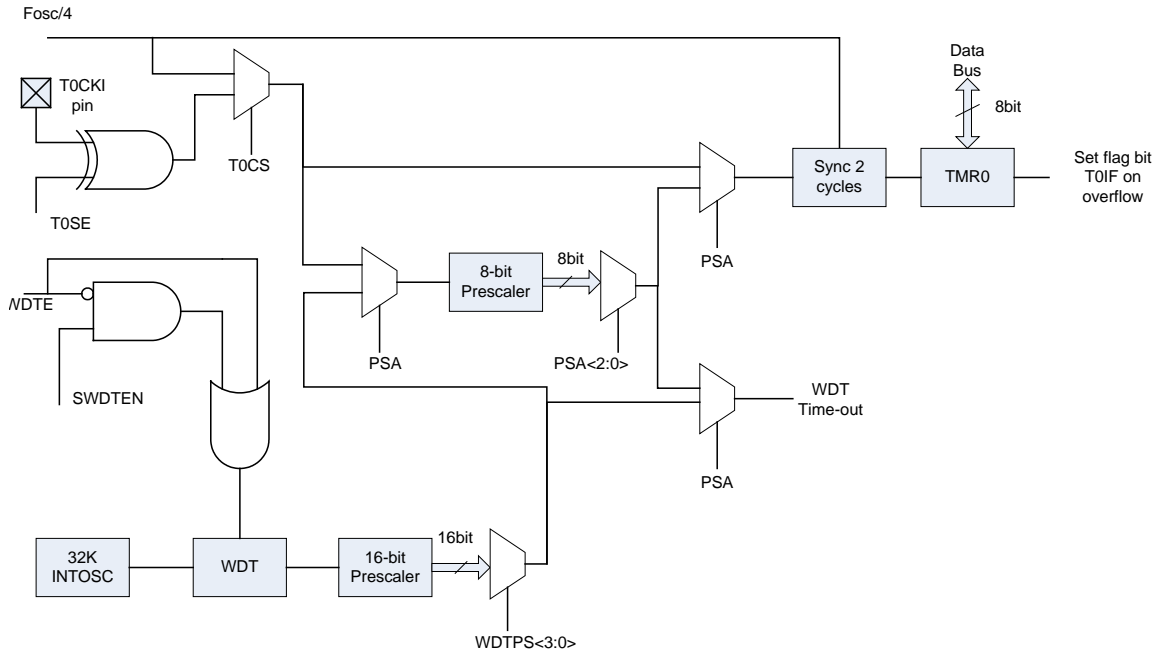 Fosc/4
T0CKI
pin
T0CS
T0SE
Data
Bus
8bit
Sync 2
cycles
TMR0
Set flag bit
T0IF on
overflow
PSA
8-bit
Prescaler
8bit
PSA
PSA<2:0>
WDTE
SWDTEN
WDT
Time-out
PSA
32K
INTOSC
WDT
16-bit
Prescaler
16bit
WDTPS<3:0>